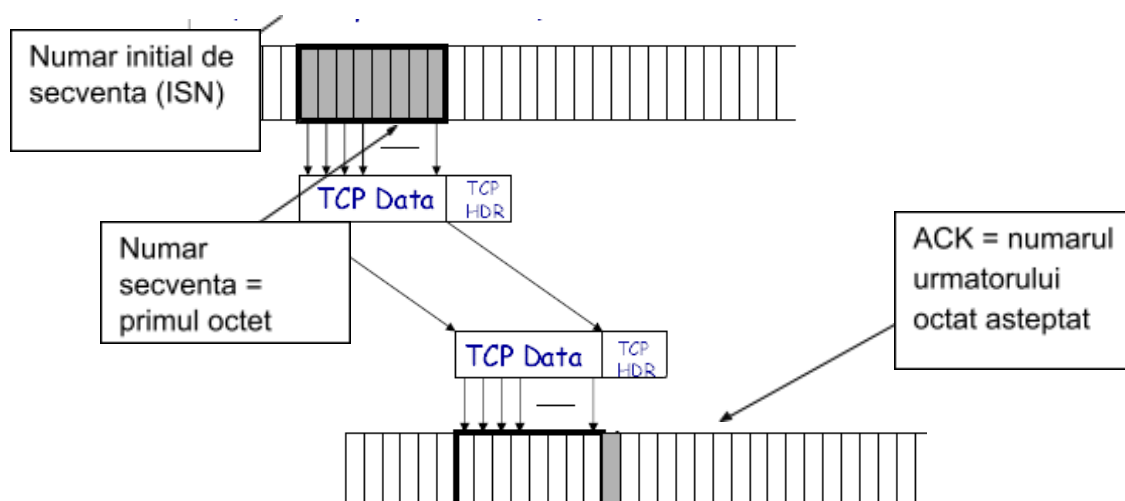 Numar initial de
secventa (ISN)
TCP Data
TCP
HDR
Numar
secventa =
primul octet
ACK = numarul
urmatorului
octat asteptat
TCP Data
TCP
HDR